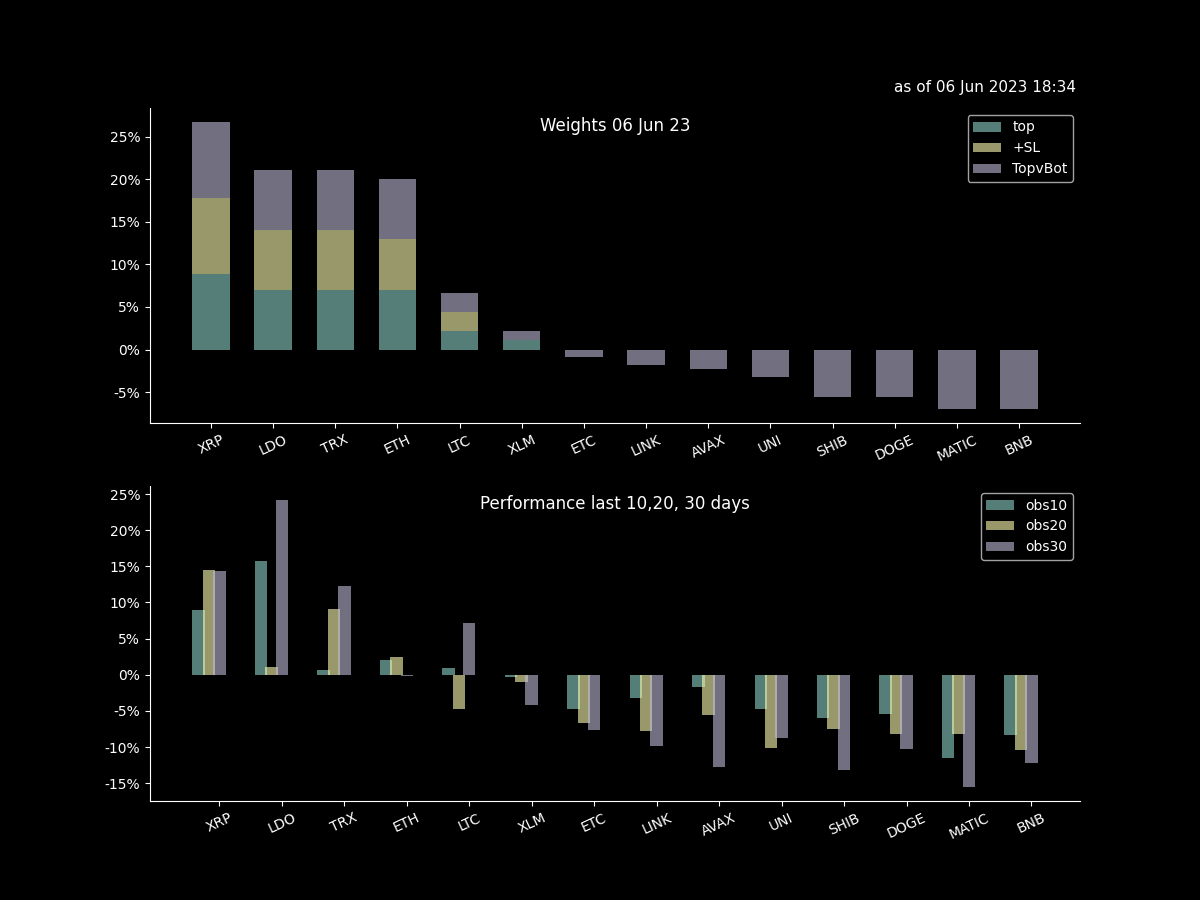 as of 06 Jun 2023 18:34
Weights 06 Jun 23
top
+SL
TopvBot
25%
20%
15%
10%
5%
0%
-5%
XRP LDO TRX ETH LTC XLM ETC LINK AVAX UNI SHIB DOGE MATIC BNB
Performance last 10,20, 30 days
obs10
obs20
obs30
25%
20%
15%
10%
5%
0%
-5%
-10%
-15%
XRP LDO TRX ETH LTC XLM ETC LINK AVAX UNI SHIB DOGE MATIC BNB